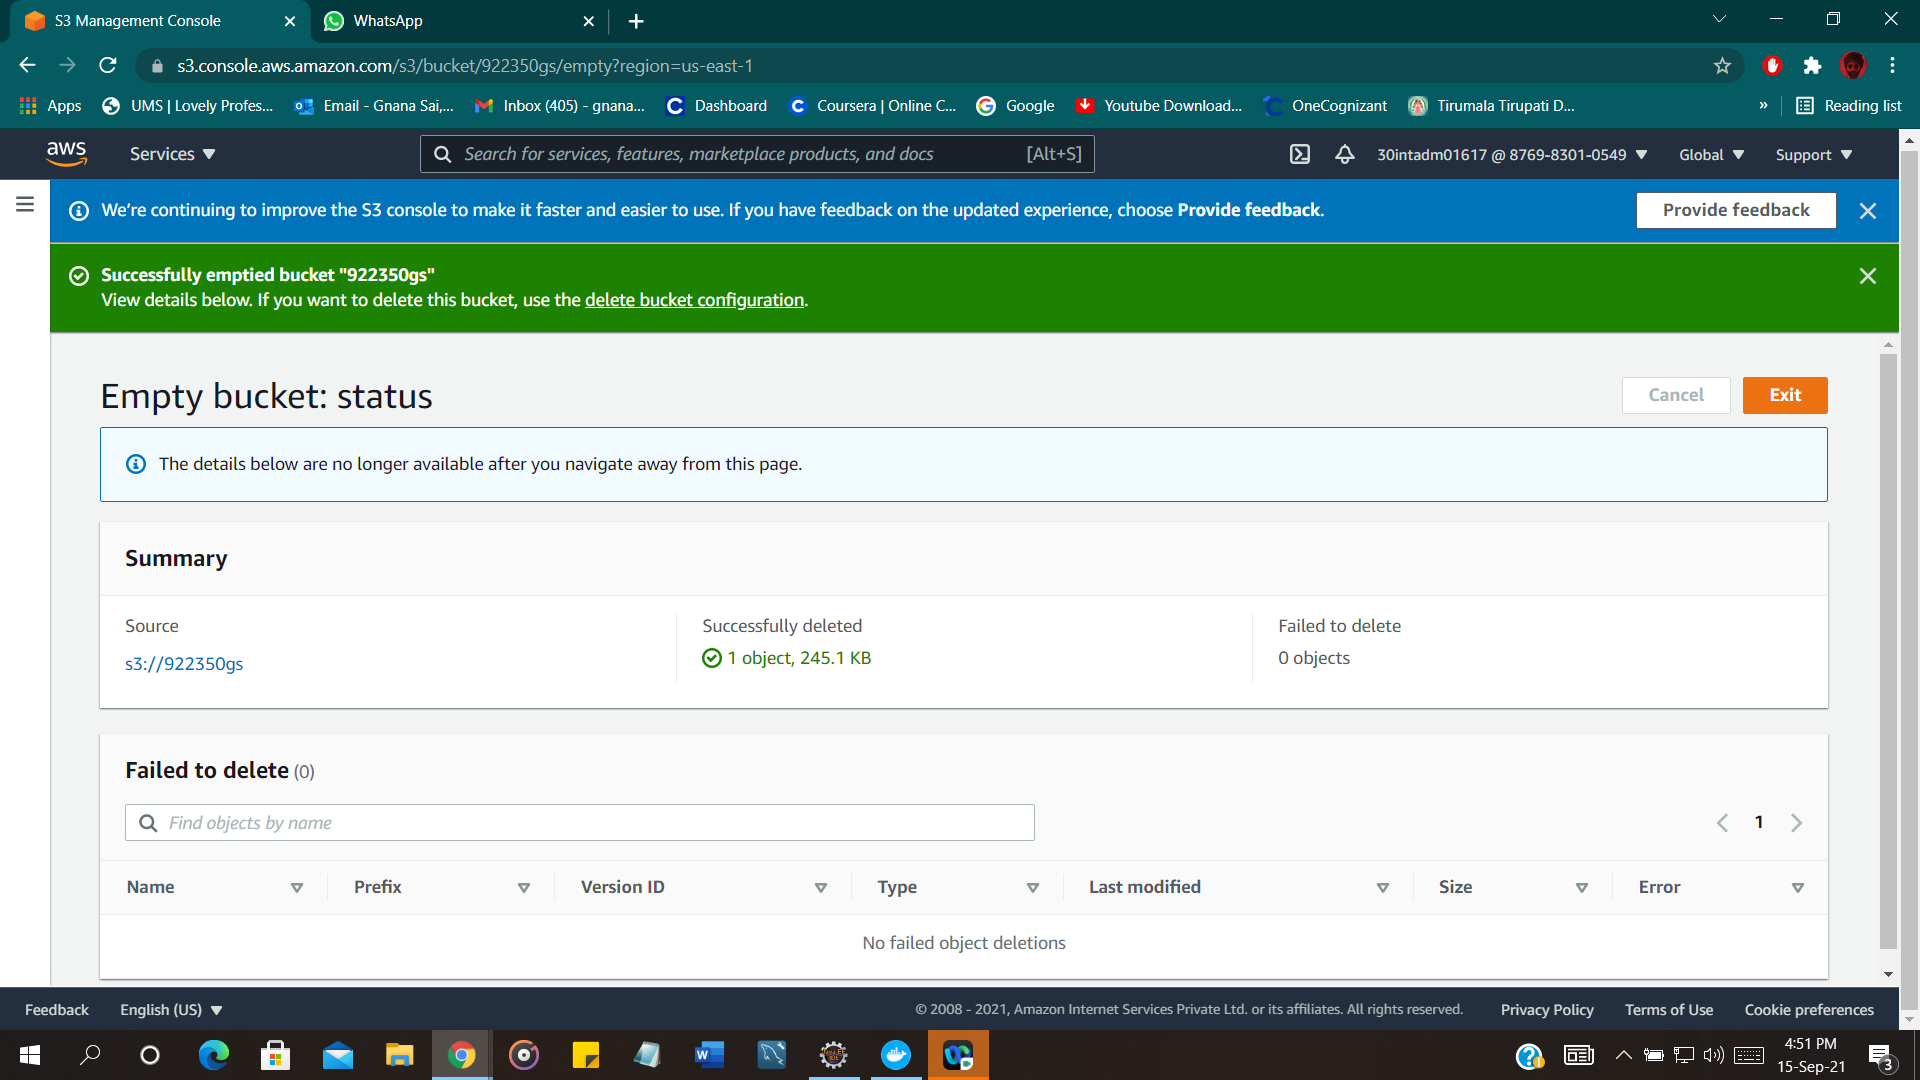 S3 Management Console
WhatsApp
s3.console.aws.amazon.com/s3/bucket/922350gs/empty?region=us-east-1
Apps
UMS | Lovely Profes...
Email - Gnana Sai,...
Inbox (405) - gnana...
Dashboard
Coursera | Online C...
Google
Youtube Download...
OneCognizant
Tirumala Tirupati D...
»
Reading list
aws
Services
Search for services, features, marketplace products, and docs
[Alt+S]
30intadm01617 @ 8769-8301-0549
Global
Support
We're continuing to improve the S3 console to make it faster and easier to use. If you have feedback on the updated experience, choose Provide feedback.
Provide feedback
Successfully emptied bucket "922350gs"
View details below. If you want to delete this bucket, use the delete bucket configuration.
Empty bucket: status
Cancel
Exit
The details below are no longer available after you navigate away from this page.
Summary
Source
s3://922350gs
Successfully deleted
1 object, 245.1 KB
Failed to delete
0 objects
Failed to delete (0)
Find objects by name
1
Name
Prefix
Version ID
Type
Last modified
Size
Error
No failed object deletions
Feedback
English (US)
© 2008 - 2021, Amazon Internet Services Private Ltd. or its affiliates. All rights reserved.
Privacy Policy
Terms of Use
Cookie preferences
4:51 PM
15-Sep-21
3